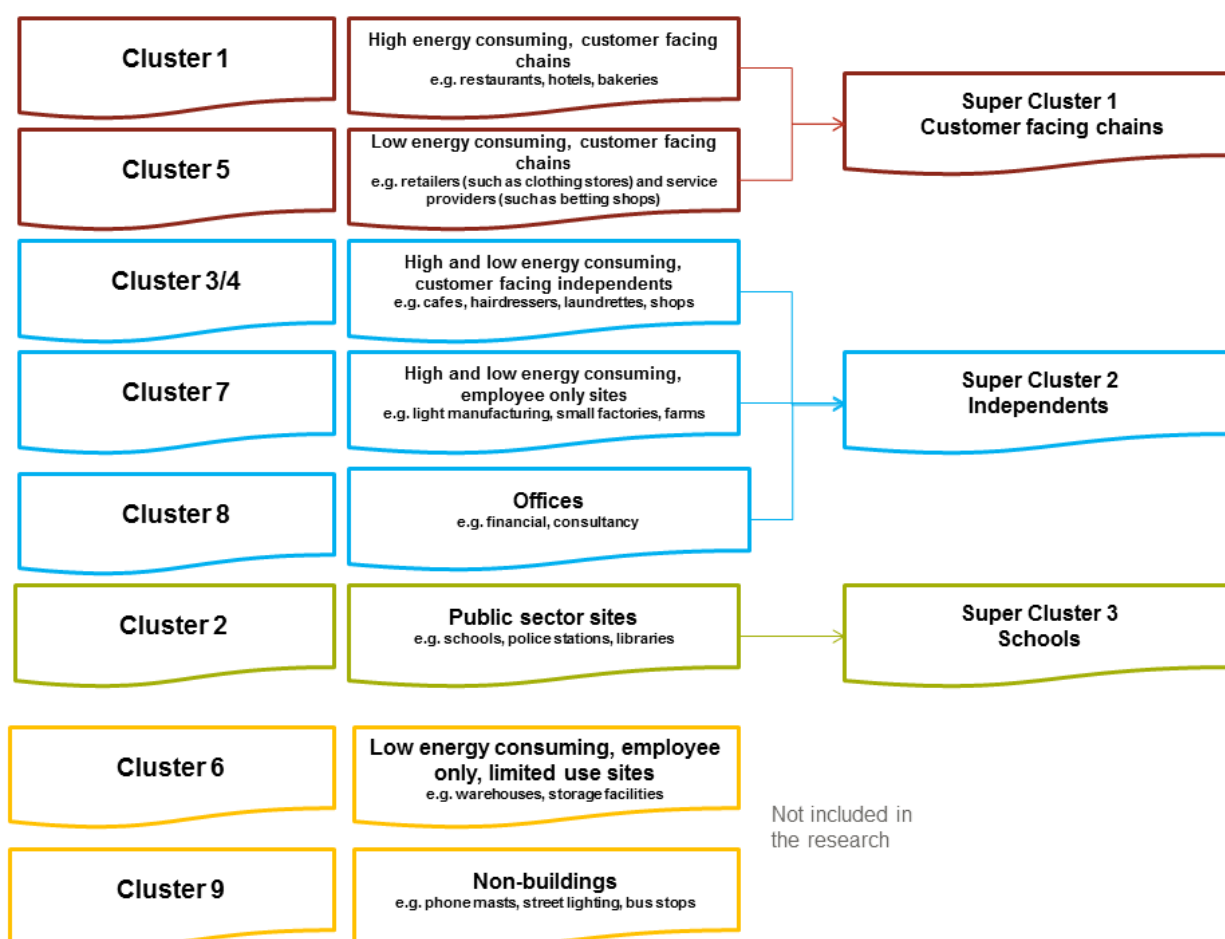 Cluster 1
High energy consuming, customer facing
chains
e.g. restaurants, hotels, bakeries
Super Cluster 1
Customer facing chains
Cluster 5
Low energy consuming, customer facing
chains
e.g. retailers (such as clothing stores) and service
providers (such as betting shops)
Cluster 3/4
High and low energy consuming,
customer facing independents
e.g. cafes, hairdressers, laundrettes, shops
Cluster 7
High and low energy consuming,
employee only sites
e.g. light manufacturing, small factories, farms
Super Cluster 2
Independents
Cluster 8
Offices
e.g. financial, consultancy
Cluster 2
Public sector sites
e.g. schools, police stations, libraries
Super Cluster 3
Schools
Cluster 6
Low energy consuming, employee
only, limited use sites
e.g. warehouses, storage facilities
Not included in
the research
Cluster 9
Non-buildings
e.g. phone masts, street lighting, bus stops